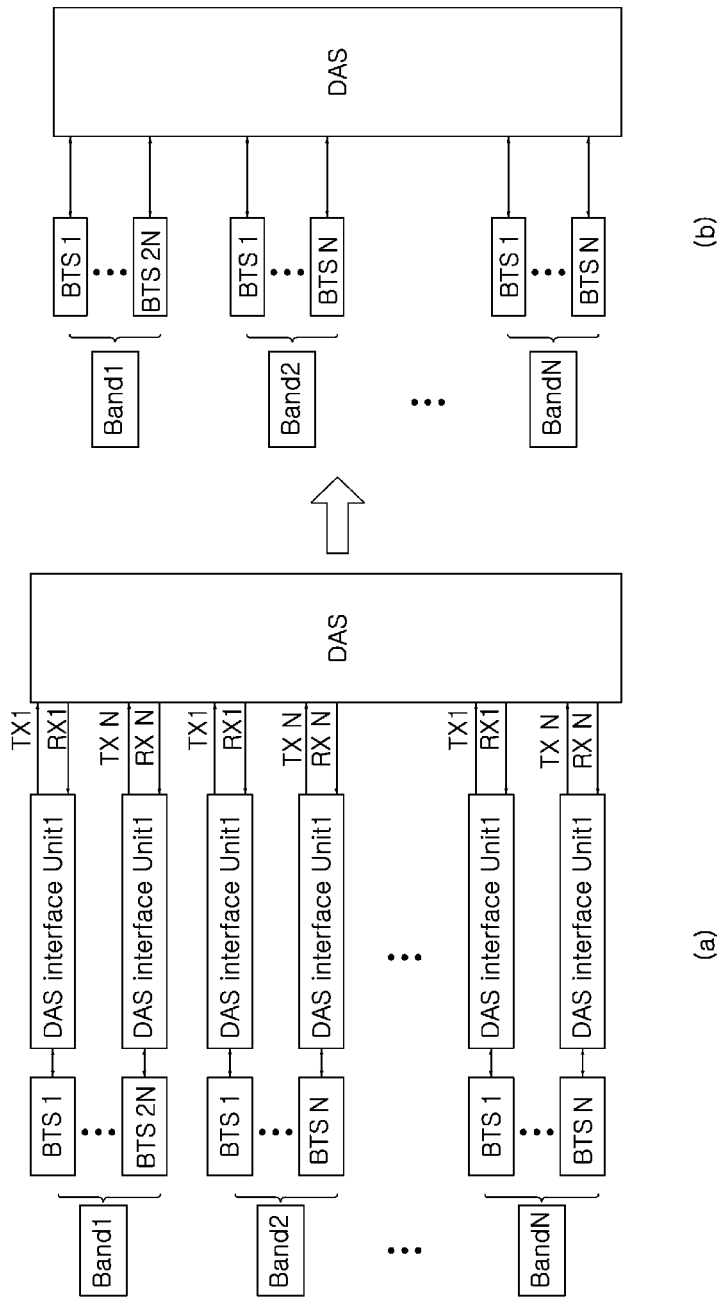 Band1
BTS 1
DAS interface Unit1
TX1
RX1
BTS 2N
DAS interface Unit1
TX N
RX N
Band2
BTS 1
DAS interface Unit1
TX1
RX1
BTS N
DAS interface Unit1
TX N
RX N
BandN
BTS 1
DAS interface Unit1
TX1
RX1
BTS N
DAS interface Unit1
TX N
RX N
DAS
(a)
Band1
BTS 1
BTS 2N
Band2
BTS 1
BTS N
BandN
BTS 1
BTS N
DAS
(b)